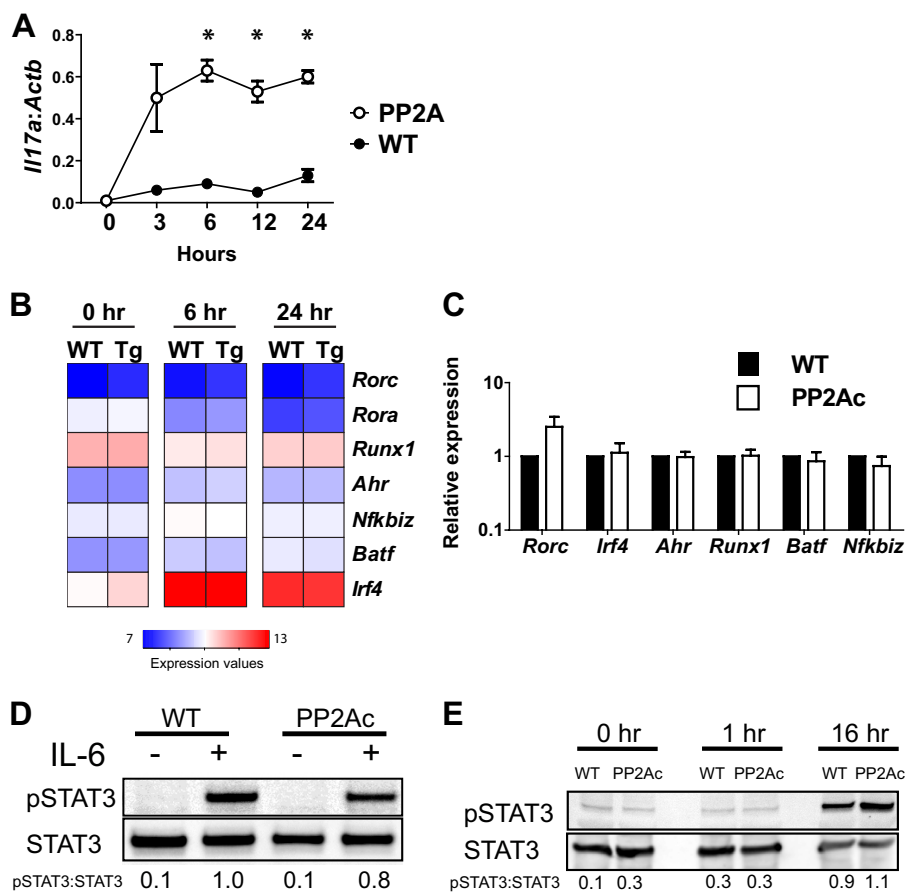 A
Il17a:Actb
0.8
0.6
0.4
0.2
0.0
* * *
PP2A
WT
0 3 6 12 24
Hours
B
0 hr 6 hr 24 hr
WT Tg WT Tg WT Tg
Rorc
Rora
Runx1
Ahr
Nfkbiz
Batf
Irf4
7 13
Expression values
C
WT
PP2Ac
Relative expression
10
1
0.1
Rorc Irf4 Ahr Runx1 Batf Nfkbiz
D
WT PP2Ac
IL-6 - + - +
pSTAT3
STAT3
pSTAT3:STAT3 0.1 1.0 0.1 0.8
E
0 hr 1 hr 16 hr
WT PP2Ac WT PP2Ac WT PP2Ac
pSTAT3
STAT3
pSTAT3:STAT3 0.1 0.3 0.3 0.3 0.9 1.1